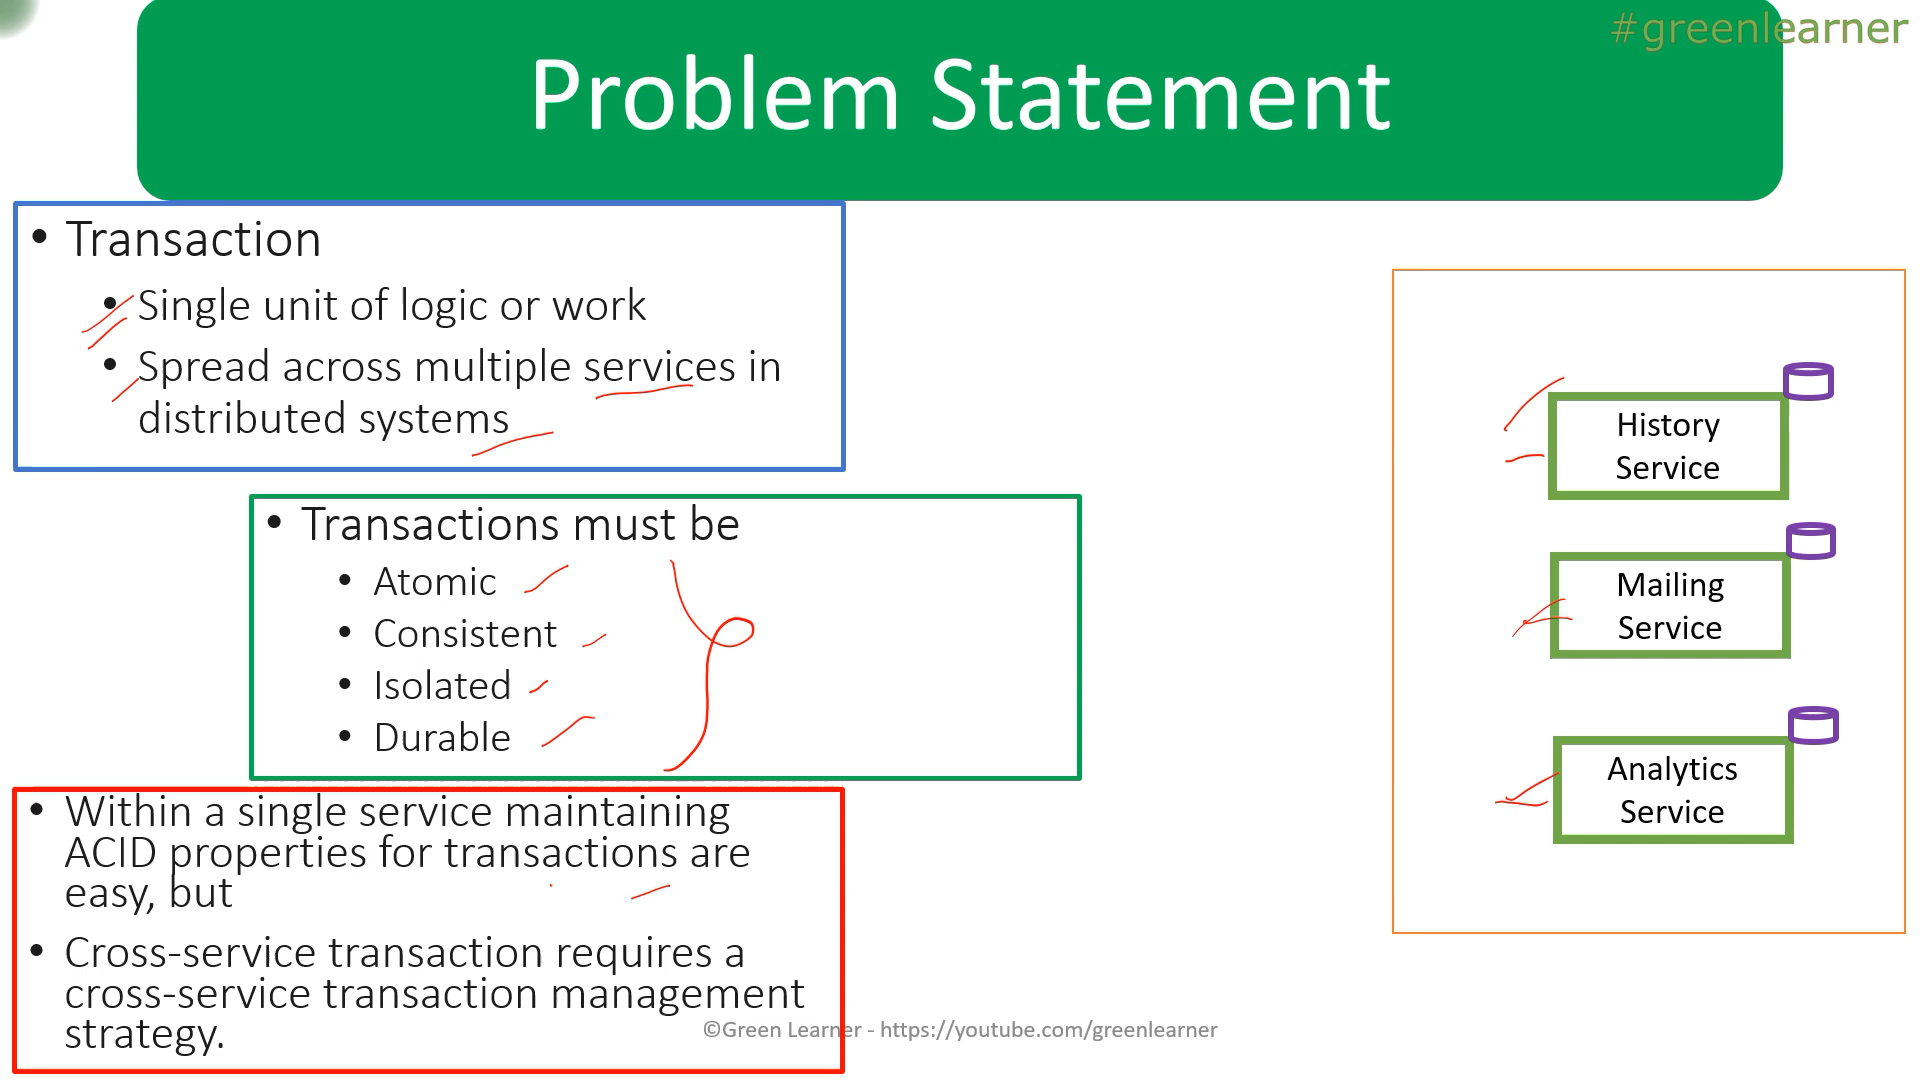 #greenlearner
Problem Statement
• Transaction
• Single unit of logic or work
• Spread across multiple services in
distributed systems
• Transactions must be
• Atomic
• Consistent
• Isolated
• Durable
• Within a single service maintaining
ACID properties for transactions are
easy, but
• Cross-service transaction requires a
cross-service transaction management
strategy.
History
Service
Mailing
Service
Analytics
Service
©Green Learner - https://youtube.com/greenlearner